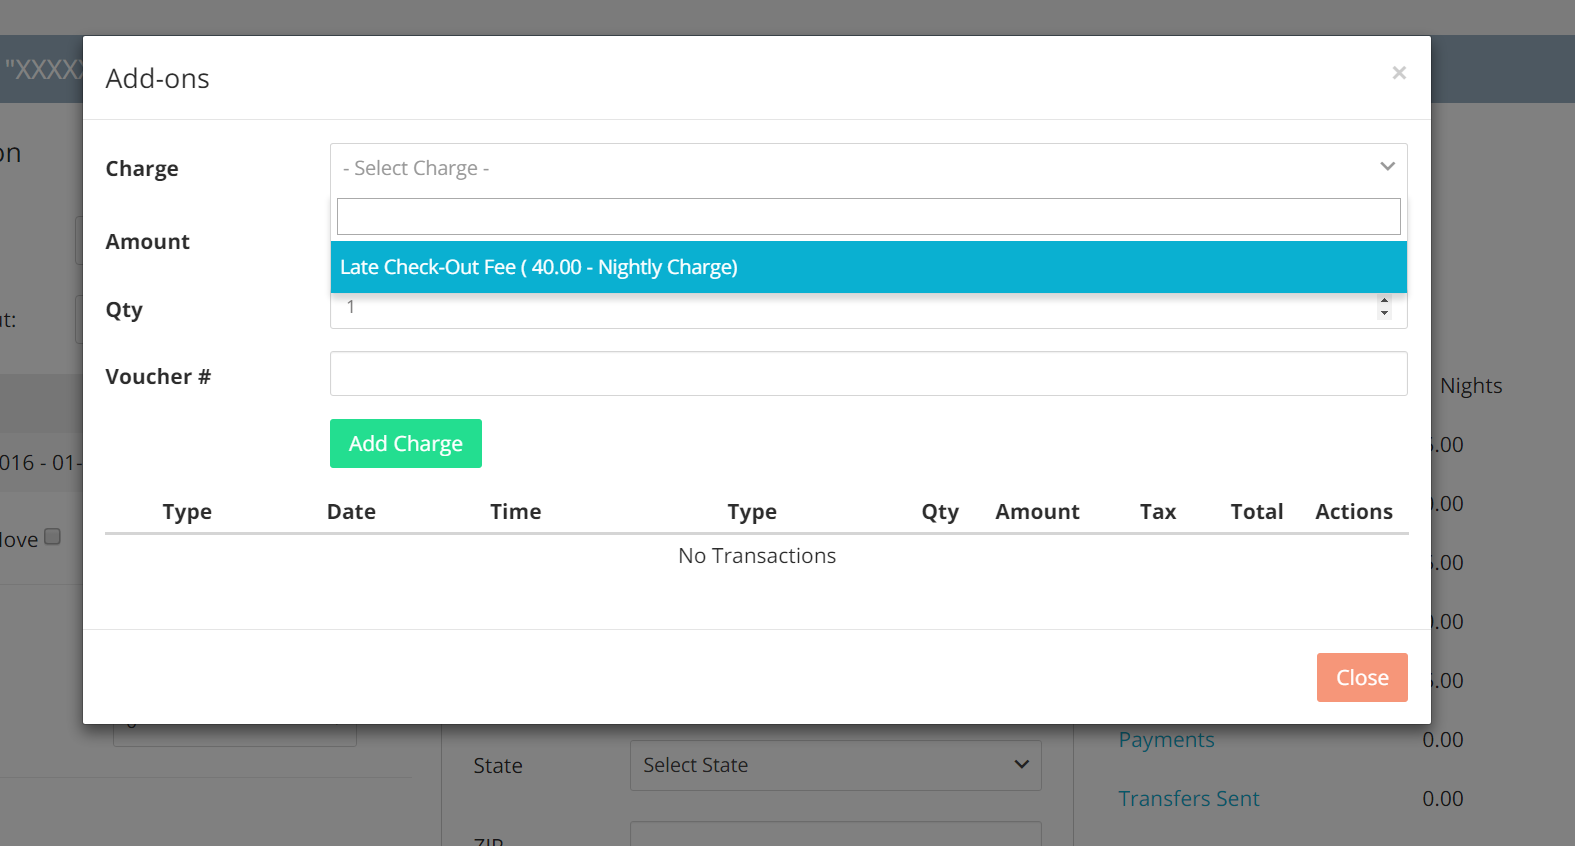 "XXXXX
Add-ons
×
on
Charge
- Select Charge -
Amount
Late Check-Out Fee ( 40.00 - Nightly Charge)
Qty
1
Voucher #
Nights
Add Charge
.00
016 - 01-
Type Date Time Type Qty Amount Tax Total Actions
.00
No Transactions
.00
.00
Close
.00
Payments 0.00
State
Select State
Transfers Sent 0.00
ZIP